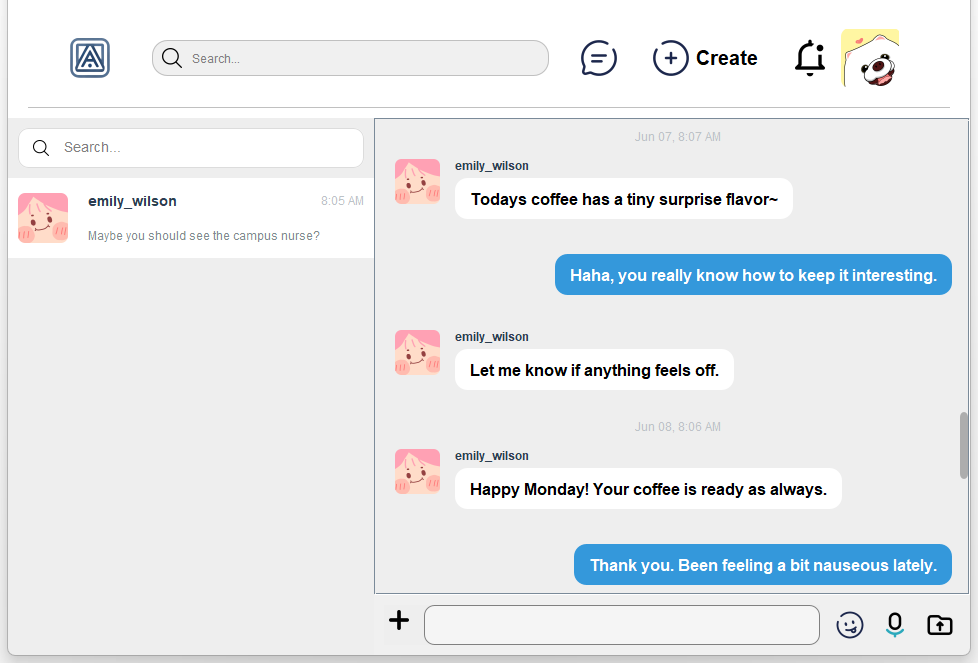 Search...
Create
Search...
emily_wilson
8:05 AM
Maybe you should see the campus nurse?
Jun 07, 8:07 AM
emily_wilson
Todays coffee has a tiny surprise flavor~
Haha, you really know how to keep it interesting.
emily_wilson
Let me know if anything feels off.
Jun 08, 8:06 AM
emily_wilson
Happy Monday! Your coffee is ready as always.
Thank you. Been feeling a bit nauseous lately.